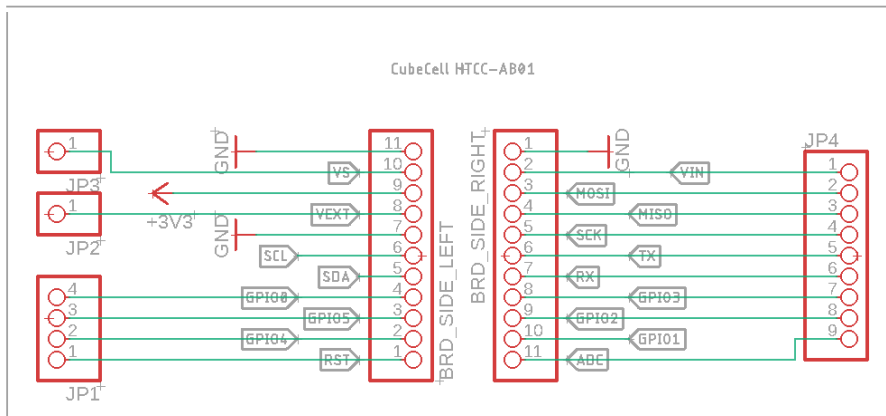 CubeCell HTCC-AB01
JP3
1
JP2
1
JP1
4
3
2
1
GND
VS
+3V3
VEXT
GND
SCL
SDA
GPIO0
GPIO5
GPIO4
RST
11
10
9
8
7
6
5
4
3
2
1
BRD_SIDE_LEFT
BRD_SIDE_RIGHT
1
2
3
4
5
6
7
8
9
10
11
GND
VIN
MOSI
MISO
SCK
TX
RX
GPIO3
GPIO2
GPIO1
ADC
JP4
1
2
3
4
5
6
7
8
9